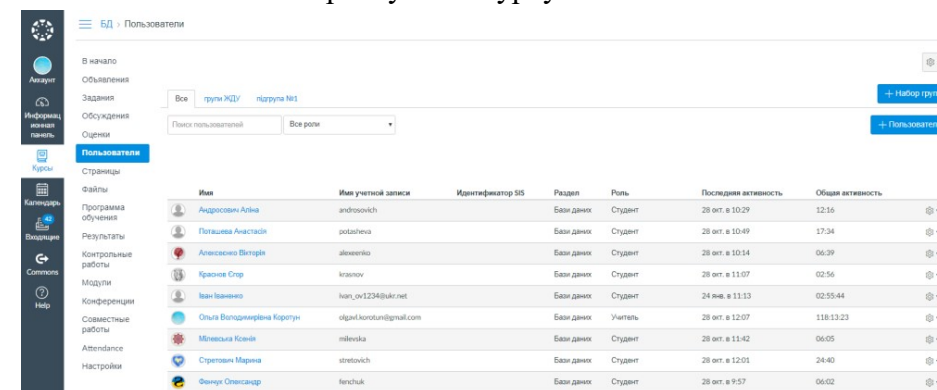 БД › Пользователи
Аккаунт
Информац
ионная
панель
Курсы
Календарь
42
Входящие
Commons
Help
В начало
Объявления
Задания
Обсуждения
Оценки
Пользователи
Страницы
Файлы
Программа
обучения
Результаты
Контрольные
работы
Модули
Конференции
Совместные
работы
Attendance
Настройки
+ Набор груп
Все групи ЖДУ підгрупа №1
Поиск пользователей Все роли + Пользовател
Имя Имя учетной записи Идентификатор SIS Раздел Роль Последняя активность Общая активность
Андросович Аліна androsovich Бази даних Студент 28 окт. в 10:29 12:16
Поташева Анастасія potasheva Бази даних Студент 28 окт. в 10:49 17:34
Алексеєнко Вікторія alexeenko Бази даних Студент 28 окт. в 10:14 06:39
Краснов Єгор krasnov Бази даних Студент 28 окт. в 11:07 02:56
Іван Іваненко ivan_ov1234@ukr.net Бази даних Студент 24 янв. в 11:13 02:55:44
Ольга Володимирівна Коротун olgavl.korotun@gmail.com Бази даних Учитель 28 окт. в 12:07 118:13:23
Мілевська Ксенія milevska Бази даних Студент 28 окт. в 11:42 06:05
Стретович Марина stretovich Бази даних Студент 28 окт. в 12:01 24:40
Фенчук Олександр fenchuk Бази даних Студент 28 окт. в 9:57 06:02